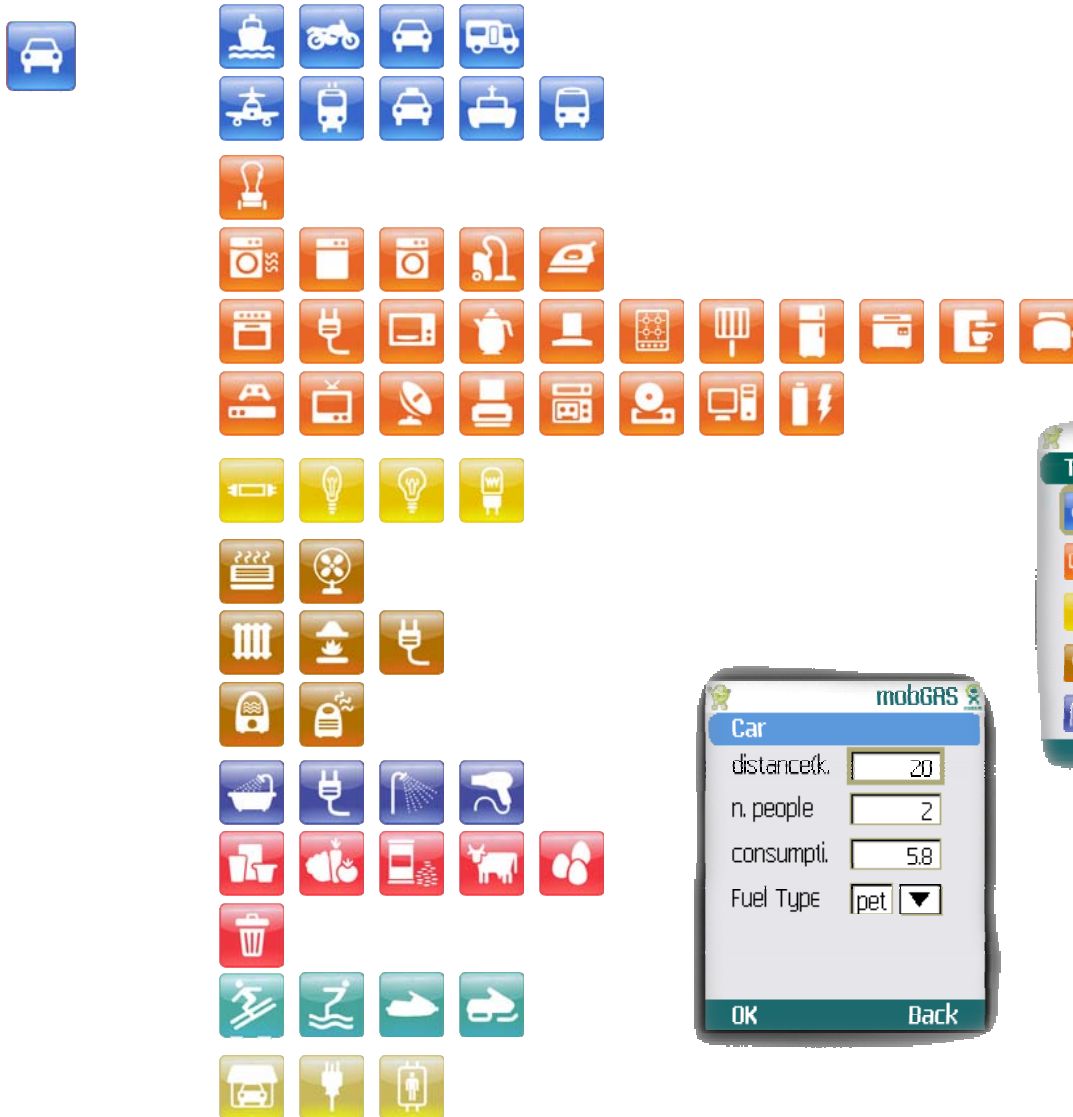 mobGAS
Car
distance(k. 20
n. people 2
consumpti. 5.8
Fuel Type pet
OK Back
T